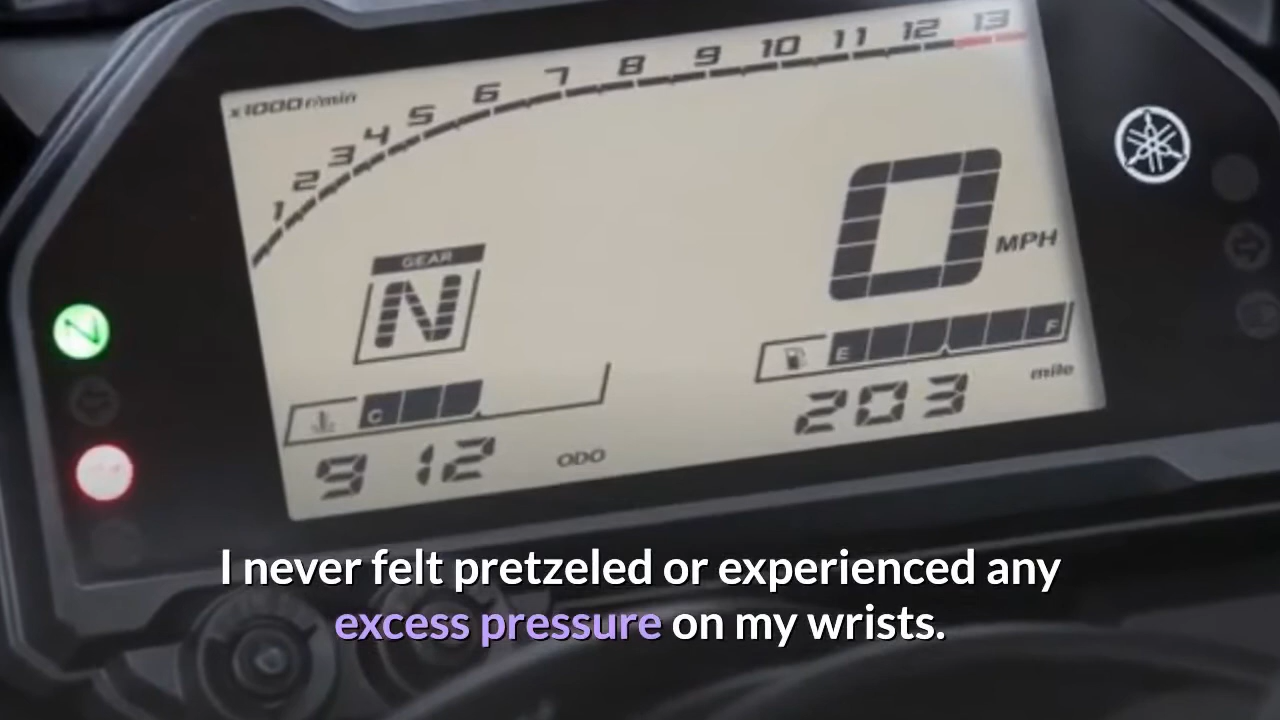 x1000 r/min
1 2 3 4 5 6 7 8 9 10 11 12 13
GEAR
N
0 MPH
N
E F
C
mile
203
912 ODO
I never felt pretzeled or experienced any
excess pressure on my wrists.